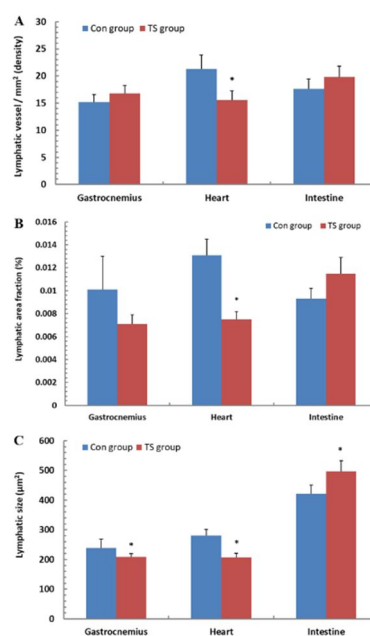 A
Con group TS group
Lymphatic vessel / mm² (density)
30
25
20
15
10
5
0
*
Gastrocnemius Heart Intestine
B
Con group TS group
Lymphatic area fraction (%)
0.016
0.014
0.012
0.01
0.008
0.006
0.004
0.002
0
*
Gastrocnemius Heart Intestine
C
Con group TS group
Lymphatic size (µm²)
600
500
400
300
200
100
0
* * *
Gastrocnemius Heart Intestine